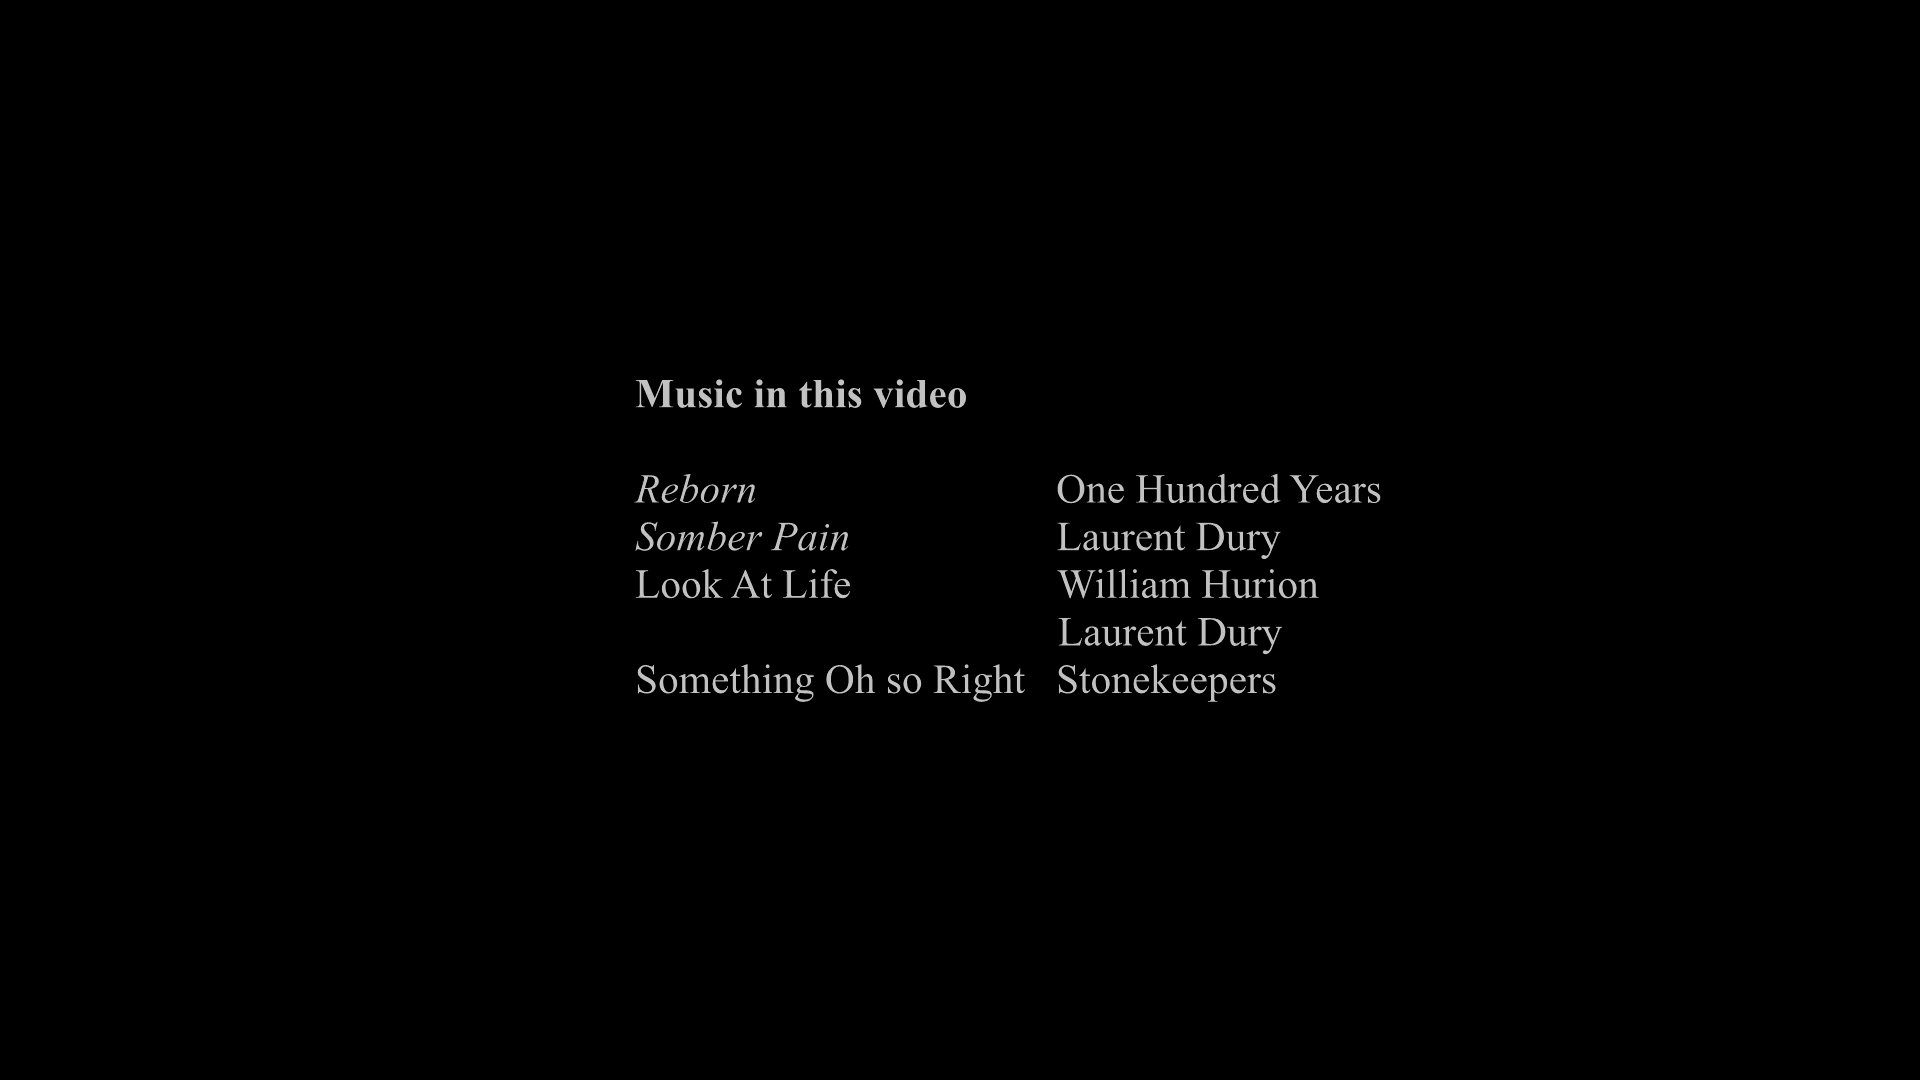 Music in this video
Reborn One Hundred Years
Somber Pain Laurent Dury
Look At Life William Hurion
Laurent Dury
Something Oh so Right Stonekeepers